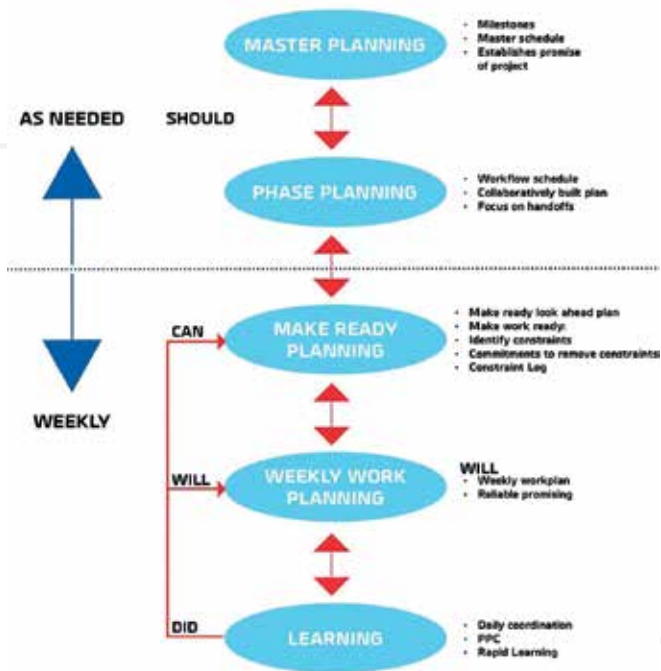 MASTER PLANNING
• Milestones
• Master schedule
• Establishes promise
of project
AS NEEDED
SHOULD
PHASE PLANNING
• Workflow schedule
• Collaboratively built plan
• Focus on handoffs
CAN
MAKE READY
PLANNING
• Make ready look ahead plan
• Make work ready:
• Identify constraints
• Commitments to remove constraints
• Constraint Log
WEEKLY
WILL
WEEKLY WORK
PLANNING
WILL
• Weekly workplan
• Reliable promising
DID
LEARNING
• Daily coordination
• PPC
• Rapid Learning